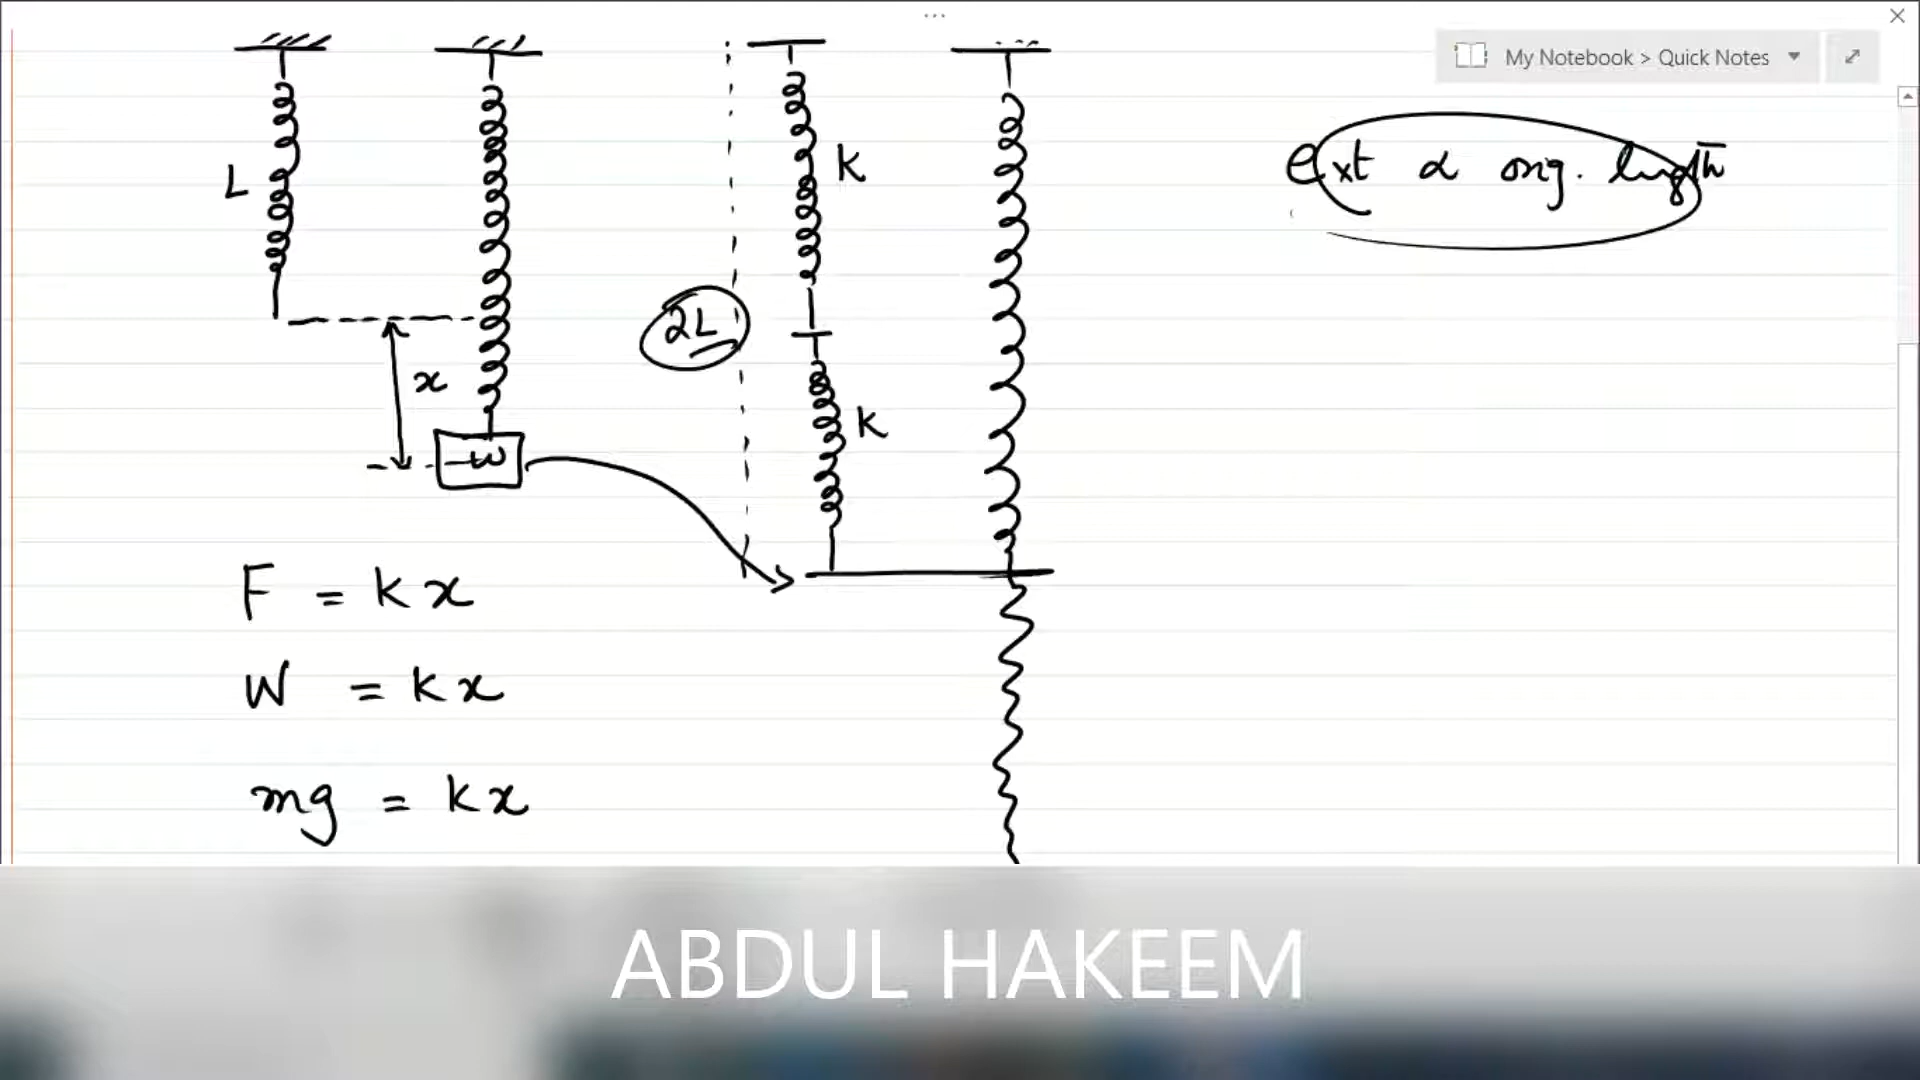 My Notebook > Quick Notes
ext α orig. length
L
K
2L
x
K
W
F = kx
W = kx
mg = kx
ABDUL HAKEEM